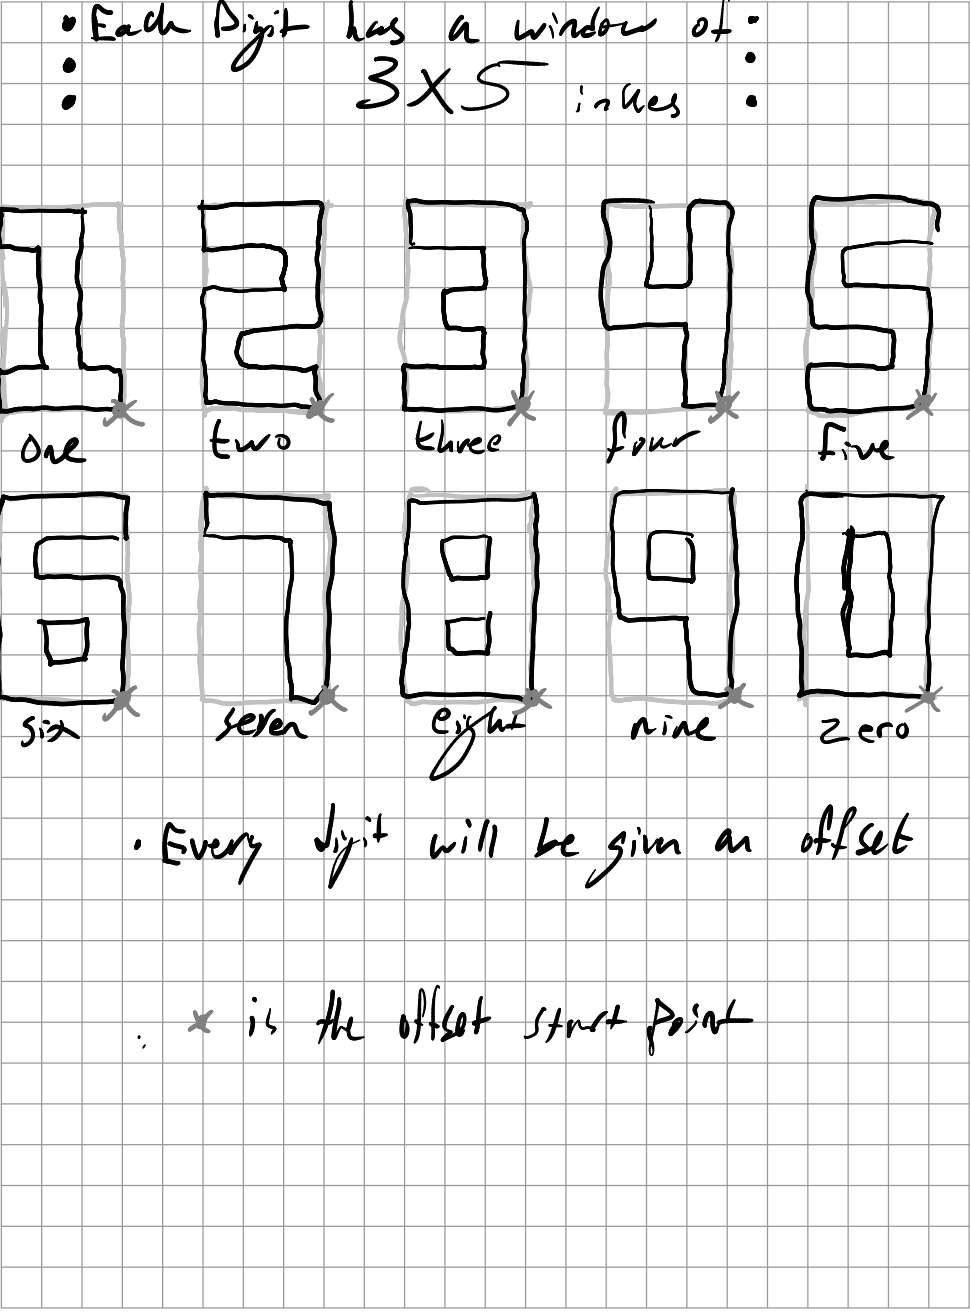 • Each Digit has a window of :
3X5 inches
one two three four five
six seven eight nine zero
• Every digit will be given an offset
x is the offset start point